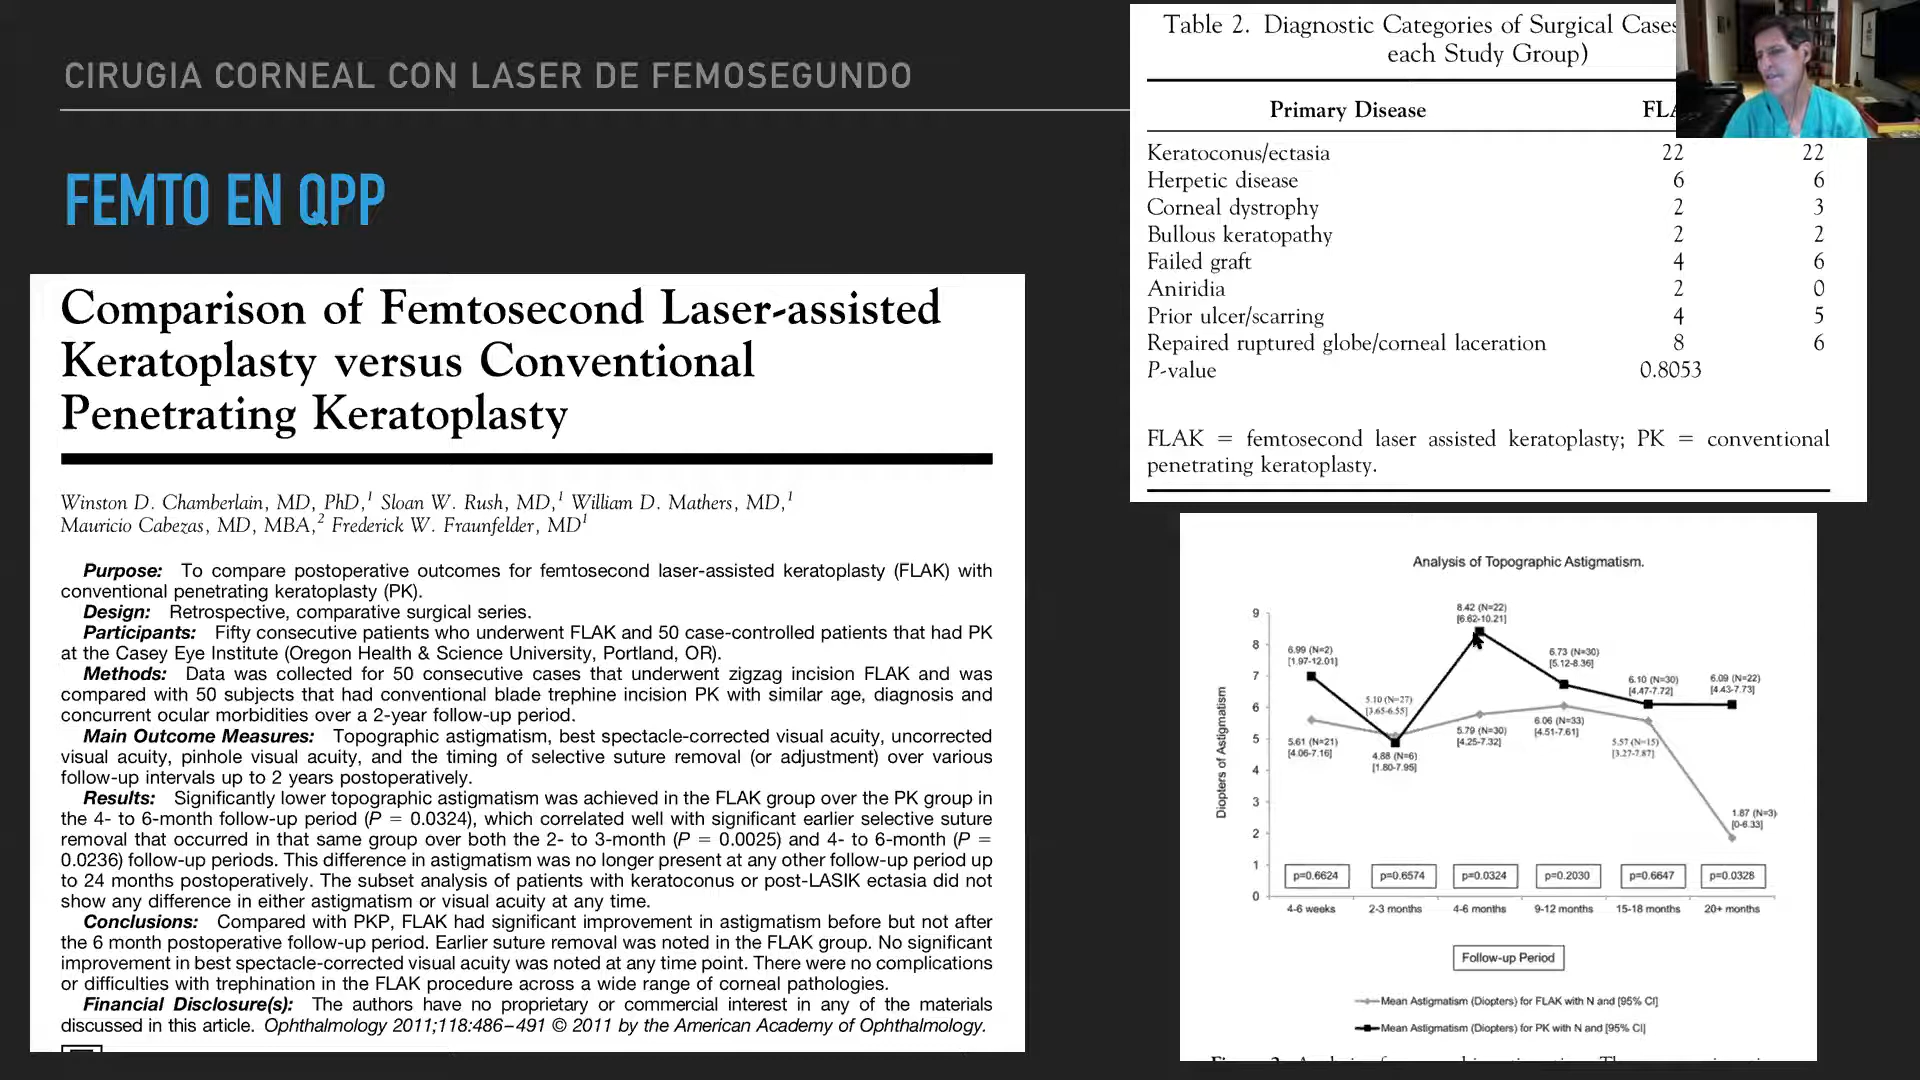 CIRUGIA CORNEAL CON LASER DE FEMOSEGUNDO
FEMTO EN QPP
Comparison of Femtosecond Laser-assisted
Keratoplasty versus Conventional
Penetrating Keratoplasty
Winston D. Chamberlain, MD, PhD,1 Sloan W. Rush, MD,1 William D. Mathers, MD,1
Mauricio Cabezas, MD, MBA,2 Frederick W. Fraunfelder, MD1
Purpose: To compare postoperative outcomes for femtosecond laser-assisted keratoplasty (FLAK) with
conventional penetrating keratoplasty (PK).
Design: Retrospective, comparative surgical series.
Participants: Fifty consecutive patients who underwent FLAK and 50 case-controlled patients that had PK
at the Casey Eye Institute (Oregon Health & Science University, Portland, OR).
Methods: Data was collected for 50 consecutive cases that underwent zigzag incision FLAK and was
compared with 50 subjects that had conventional blade trephine incision PK with similar age, diagnosis and
concurrent ocular morbidities over a 2-year follow-up period.
Main Outcome Measures: Topographic astigmatism, best spectacle-corrected visual acuity, uncorrected
visual acuity, pinhole visual acuity, and the timing of selective suture removal (or adjustment) over various
follow-up intervals up to 2 years postoperatively.
Results: Significantly lower topographic astigmatism was achieved in the FLAK group over the PK group in
the 4- to 6-month follow-up period (P = 0.0324), which correlated well with significant earlier selective suture
removal that occurred in that same group over both the 2- to 3-month (P = 0.0025) and 4- to 6-month (P =
0.0236) follow-up periods. This difference in astigmatism was no longer present at any other follow-up period up
to 24 months postoperatively. The subset analysis of patients with keratoconus or post-LASIK ectasia did not
show any difference in either astigmatism or visual acuity at any time.
Conclusions: Compared with PKP, FLAK had significant improvement in astigmatism before but not after
the 6 month postoperative follow-up period. Earlier suture removal was noted in the FLAK group. No significant
improvement in best spectacle-corrected visual acuity was noted at any time point. There were no complications
or difficulties with trephination in the FLAK procedure across a wide range of corneal pathologies.
Financial Disclosure(s): The authors have no proprietary or commercial interest in any of the materials
discussed in this article. Ophthalmology 2011;118:486–491 © 2011 by the American Academy of Ophthalmology.
Table 2. Diagnostic Categories of Surgical Cases
each Study Group)
Primary Disease
Keratoconus/ectasia 22 22
Herpetic disease 6 6
Corneal dystrophy 2 3
Bullous keratopathy 2 2
Failed graft 4 6
Aniridia 2 0
Prior ulcer/scarring 4 5
Repaired ruptured globe/corneal laceration 8 6
P-value 0.8053
FLAK = femtosecond laser assisted keratoplasty; PK = conventional
penetrating keratoplasty.
Analysis of Topographic Astigmatism.
Diopters of Astigmatism
9
8
7
6
5
4
3
2
1
0
6.99 (N=2)
[1.97-12.01]
5.10 (N=27)
[3.65-6.55]
8.42 (N=22)
[6.62-10.21]
6.73 (N=30)
[5.12-8.36]
6.10 (N=30)
[4.47-7.72]
6.09 (N=22)
[4.43-7.73]
5.61 (N=21)
[4.06-7.16]
4.88 (N=6)
[1.80-7.95]
5.79 (N=30)
[4.25-7.32]
6.06 (N=33)
[4.51-7.61]
5.57 (N=15)
[3.27-7.87]
1.87 (N=3)
[0-6.33]
p=0.6624 p=0.6574 p=0.0324 p=0.2030 p=0.6647 p=0.0328
4-6 weeks 2-3 months 4-6 months 9-12 months 15-18 months 20+ months
Follow-up Period
Mean Astigmatism (Diopters) for FLAK with N and [95% CI]
Mean Astigmatism (Diopters) for PK with N and [95% CI]